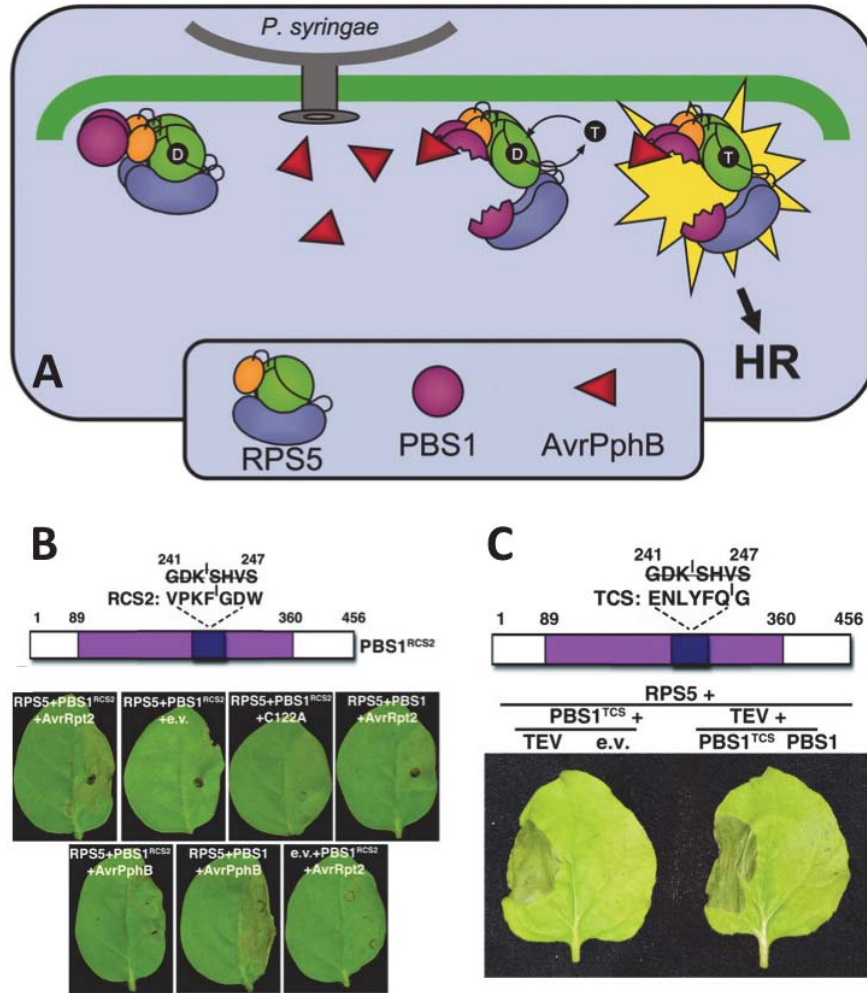 P. syringae
D
D
T
T
HR
A
RPS5
PBS1
AvrPphB
B
241 247
GDK'SHVS
RCS2: VPKF'GDW
1 89 360 456
PBS1RCS2
RPS5+PBS1RCS2
+AvrRpt2
RPS5+PBS1RCS2
+e.v.
RPS5+PBS1RCS2
+C122A
RPS5+PBS1
+AvrRpt2
RPS5+PBS1RCS2
+AvrPphB
RPS5+PBS1
+AvrPphB
e.v.+PBS1RCS2
+AvrRpt2
C
241 247
GDK'SHVS
TCS: ENLYFQ'G
1 89 360 456
RPS5 +
PBS1TCS +
TEV e.v.
TEV +
PBS1TCS PBS1